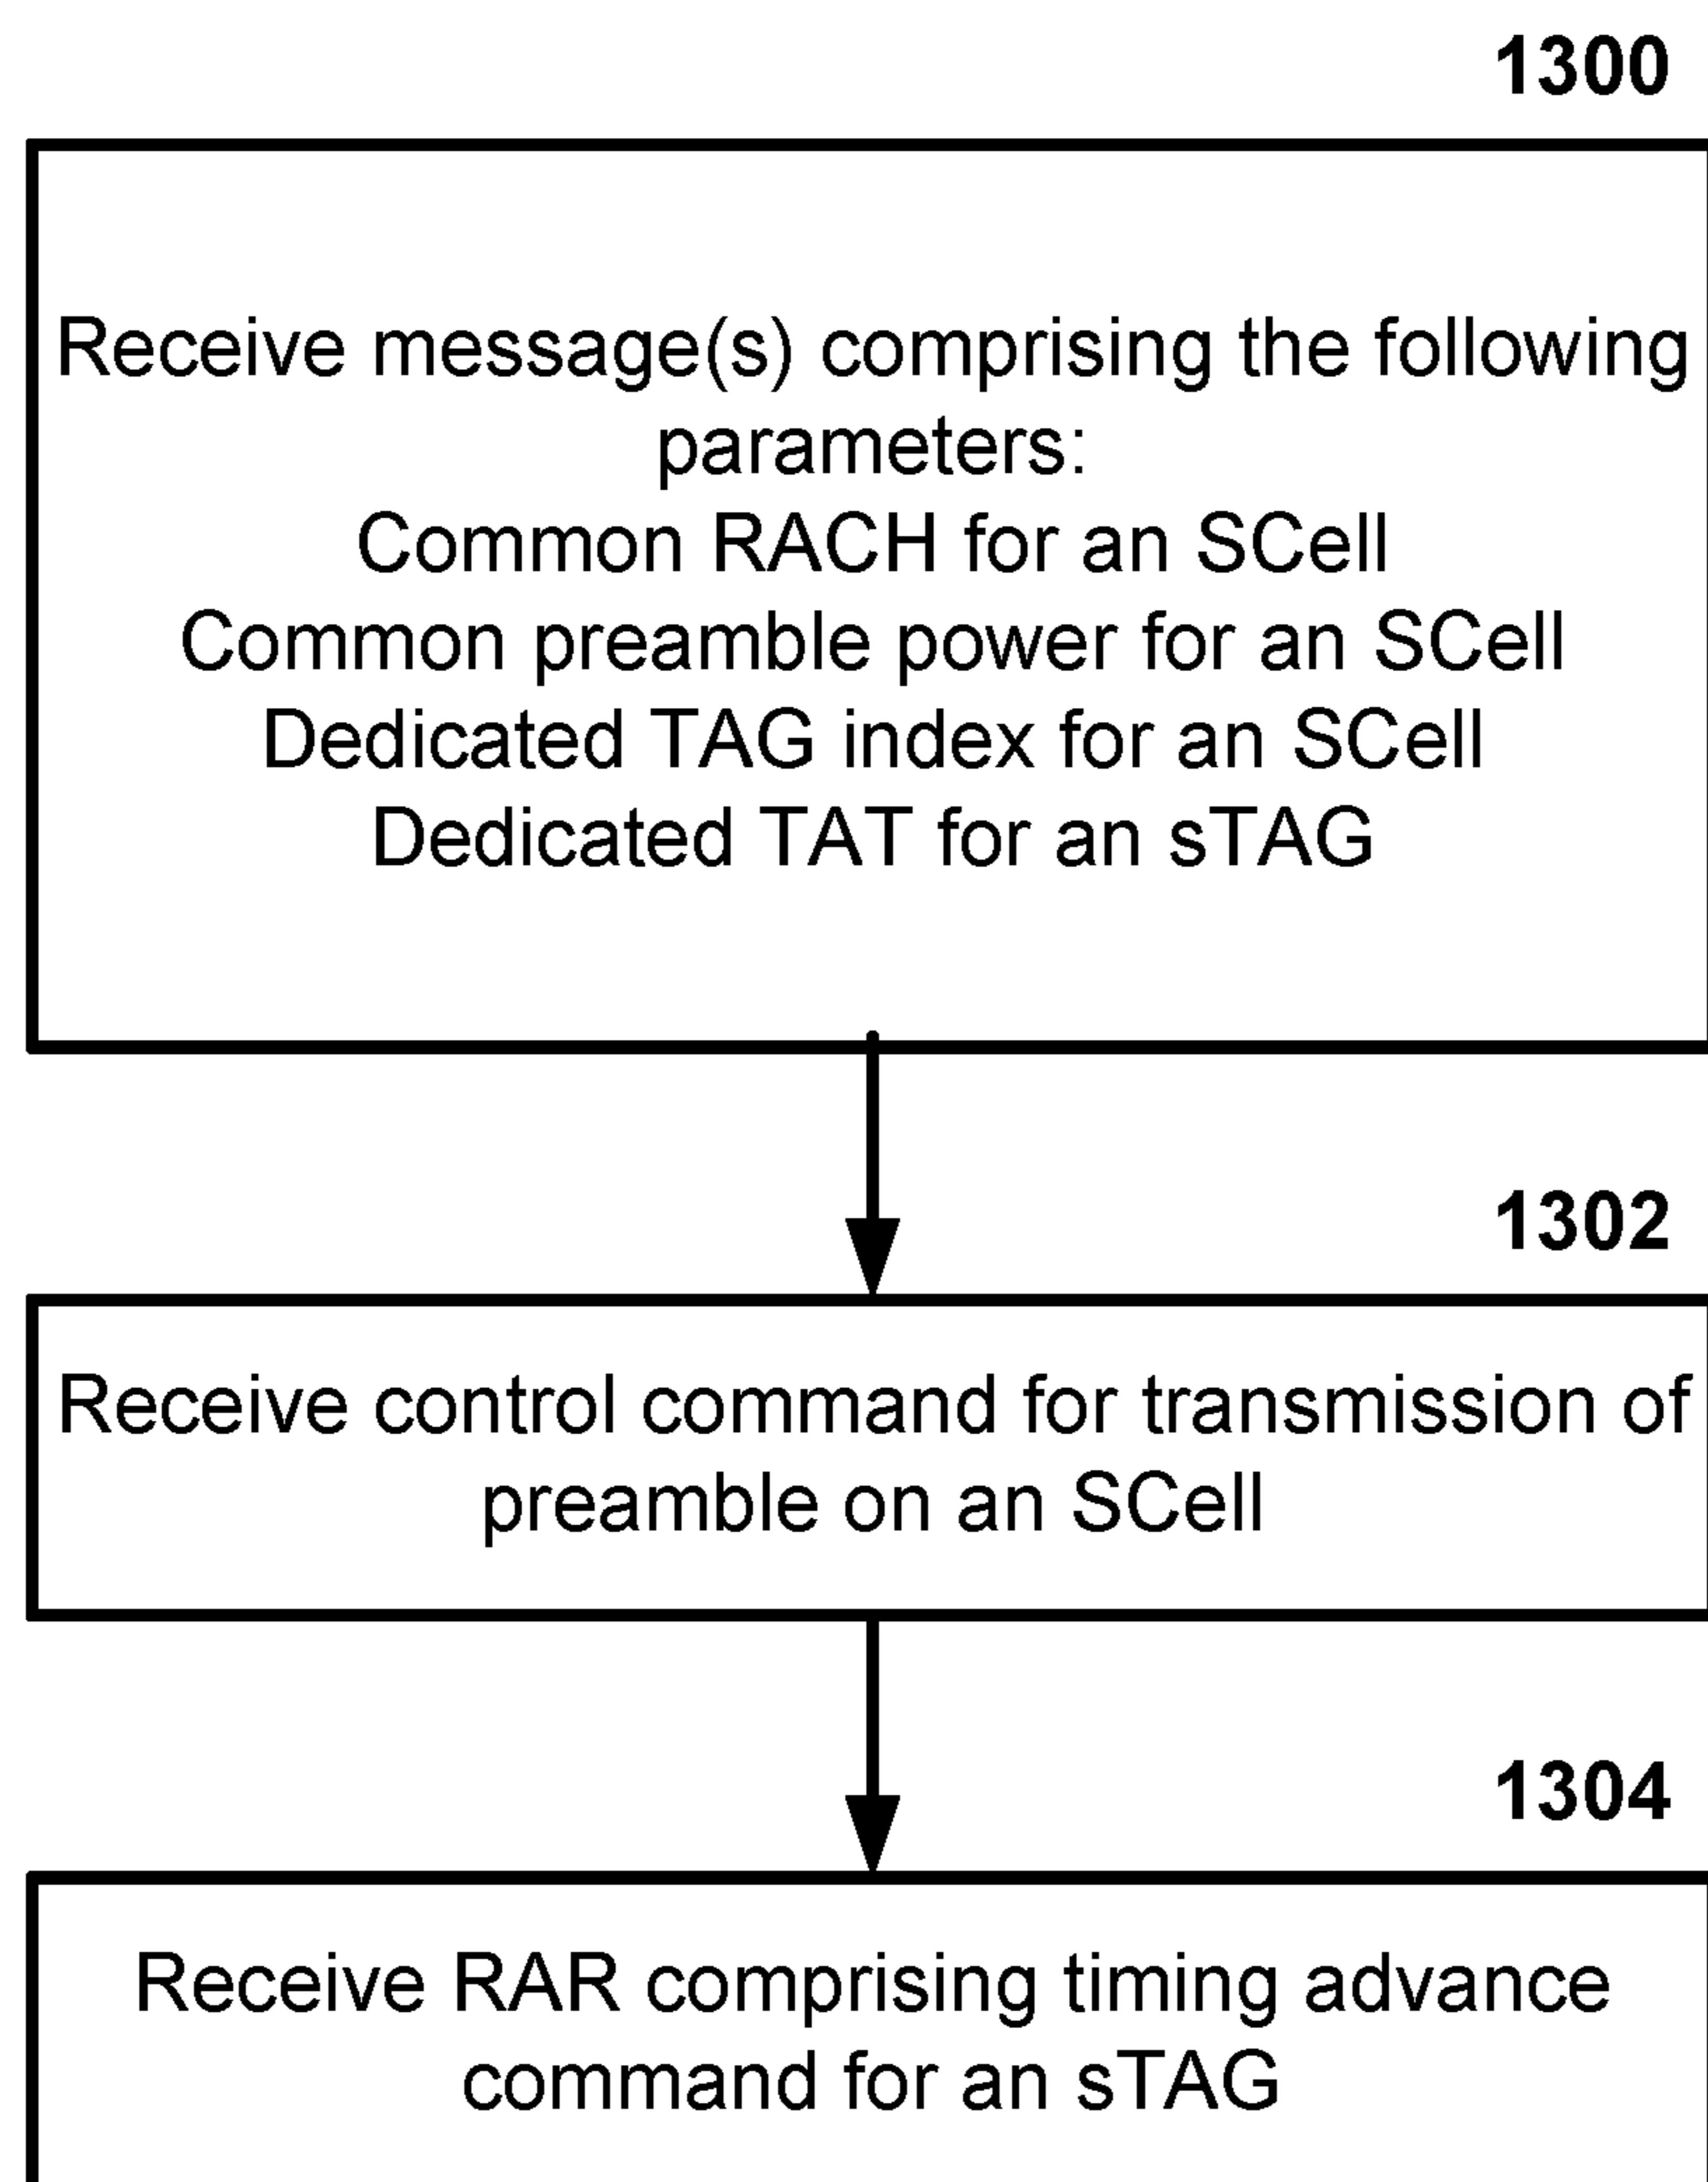 1300
Receive message(s) comprising the following
parameters:
Common RACH for an SCell
Common preamble power for an SCell
Dedicated TAG index for an SCell
Dedicated TAT for an sTAG
1302
Receive control command for transmission of
preamble on an SCell
1304
Receive RAR comprising timing advance
command for an sTAG